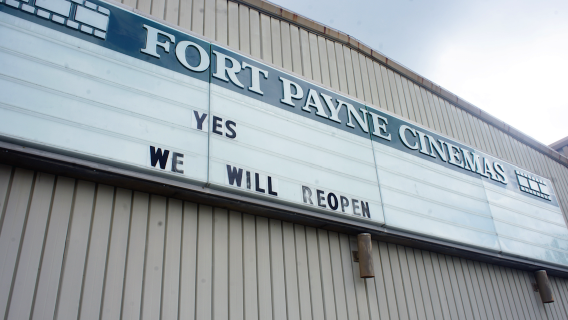 FORT PAYNE CINEMAS
YES
WE WILL REOPEN